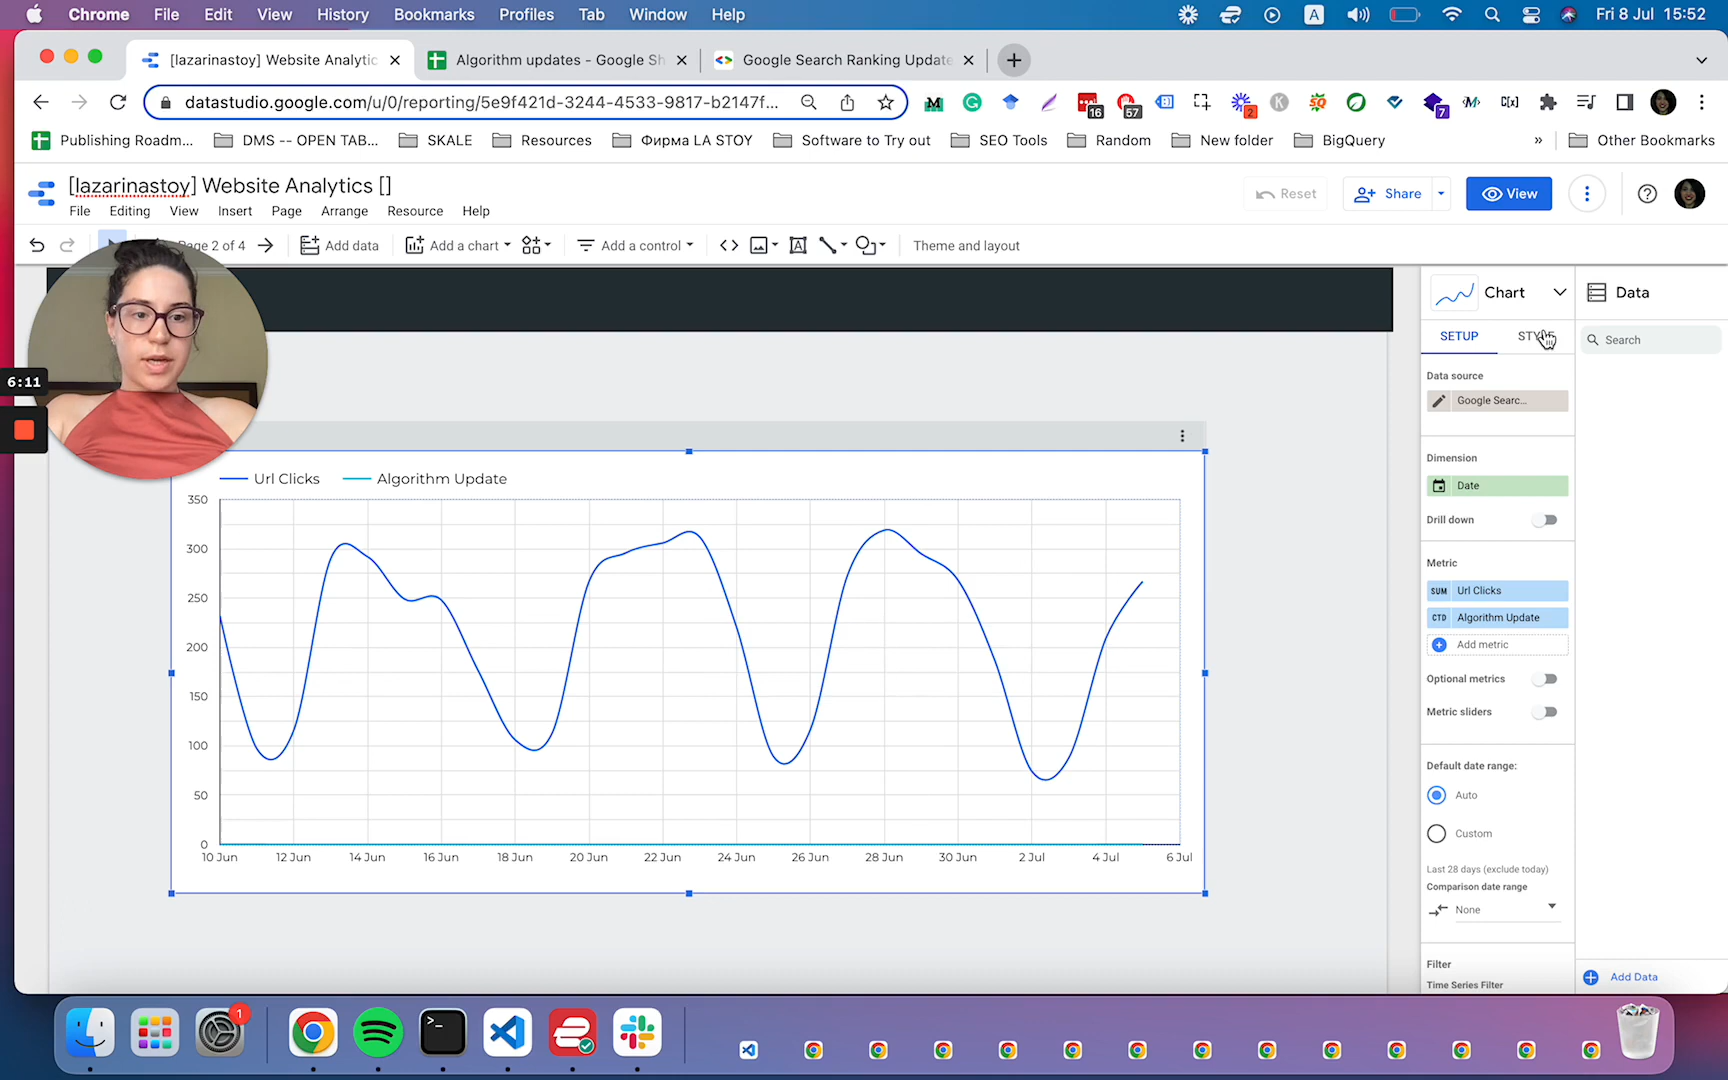 Chrome File Edit View History Bookmarks Profiles Tab Window Help A Fri 8 Jul 15:52
[lazarinastoy] Website Analytic
Algorithm updates - Google Sh
Google Search Ranking Update
datastudio.google.com/u/0/reporting/5e9f421d-3244-4533-9817-b2147f...
16 57 2 7
Publishing Roadm... DMS -- OPEN TAB... SKALE Resources Фирма LA STOY Software to Try out SEO Tools Random New folder BigQuery » Other Bookmarks
[lazarinastoy] Website Analytics []
Reset Share View
File Editing View Insert Page Arrange Resource Help
Page 2 of 4 Add data Add a chart Add a control Theme and layout
Chart
Data
SETUP
Search
Data source
Google Searc...
Dimension
Date
Drill down
Metric
SUM Url Clicks
CTD Algorithm Update
Add metric
Optional metrics
Metric sliders
Default date range:
Auto
Custom
Last 28 days (exclude today)
Comparison date range
None
Filter
Time Series Filter
Add Data
6:11
Url Clicks Algorithm Update
350
300
250
200
150
100
50
0
10 Jun 12 Jun 14 Jun 16 Jun 18 Jun 20 Jun 22 Jun 24 Jun 26 Jun 28 Jun 30 Jun 2 Jul 4 Jul 6 Jul
1